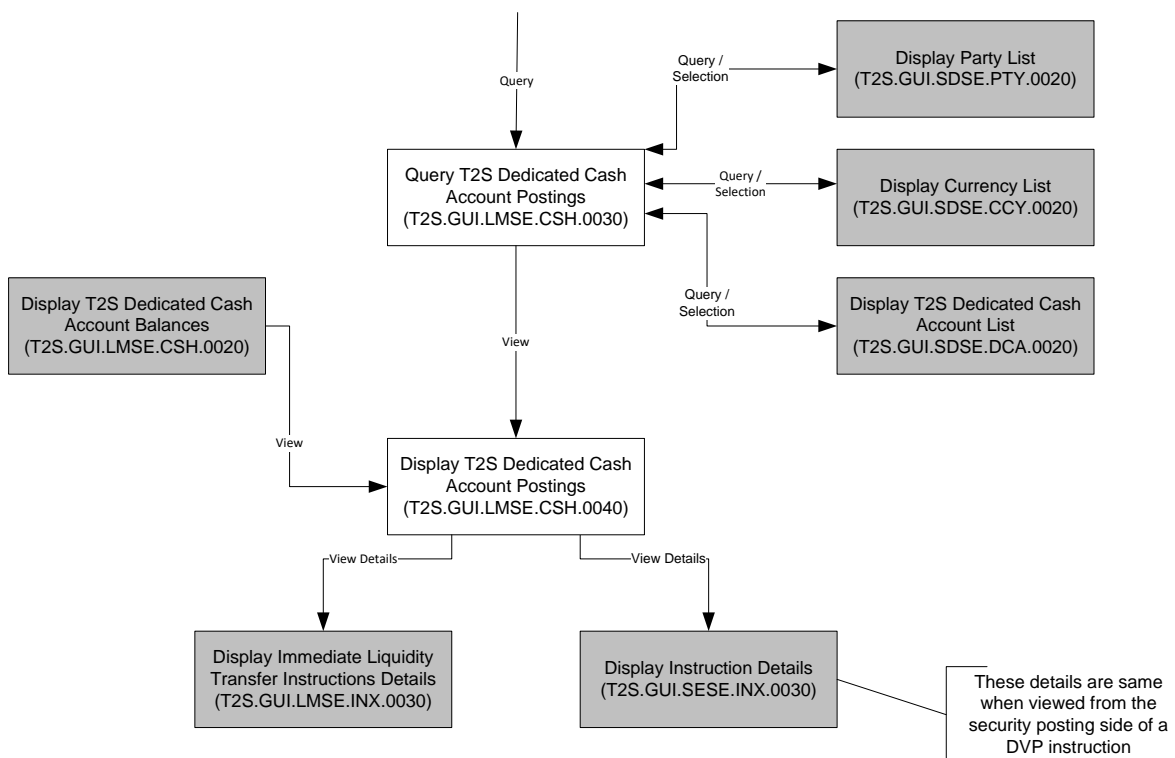 Query
Query /
Selection
Display Party List
(T2S.GUI.SDSE.PTY.0020)
Query T2S Dedicated Cash
Account Postings
(T2S.GUI.LMSE.CSH.0030)
Query /
Selection
Display Currency List
(T2S.GUI.SDSE.CCY.0020)
Query /
Selection
Display T2S Dedicated Cash
Account List
(T2S.GUI.SDSE.DCA.0020)
Display T2S Dedicated Cash
Account Balances
(T2S.GUI.LMSE.CSH.0020)
View
View
Display T2S Dedicated Cash
Account Postings
(T2S.GUI.LMSE.CSH.0040)
View Details
View Details
Display Immediate Liquidity
Transfer Instructions Details
(T2S.GUI.LMSE.INX.0030)
Display Instruction Details
(T2S.GUI.SESE.INX.0030)
These details are same
when viewed from the
security posting side of a
DVP instruction